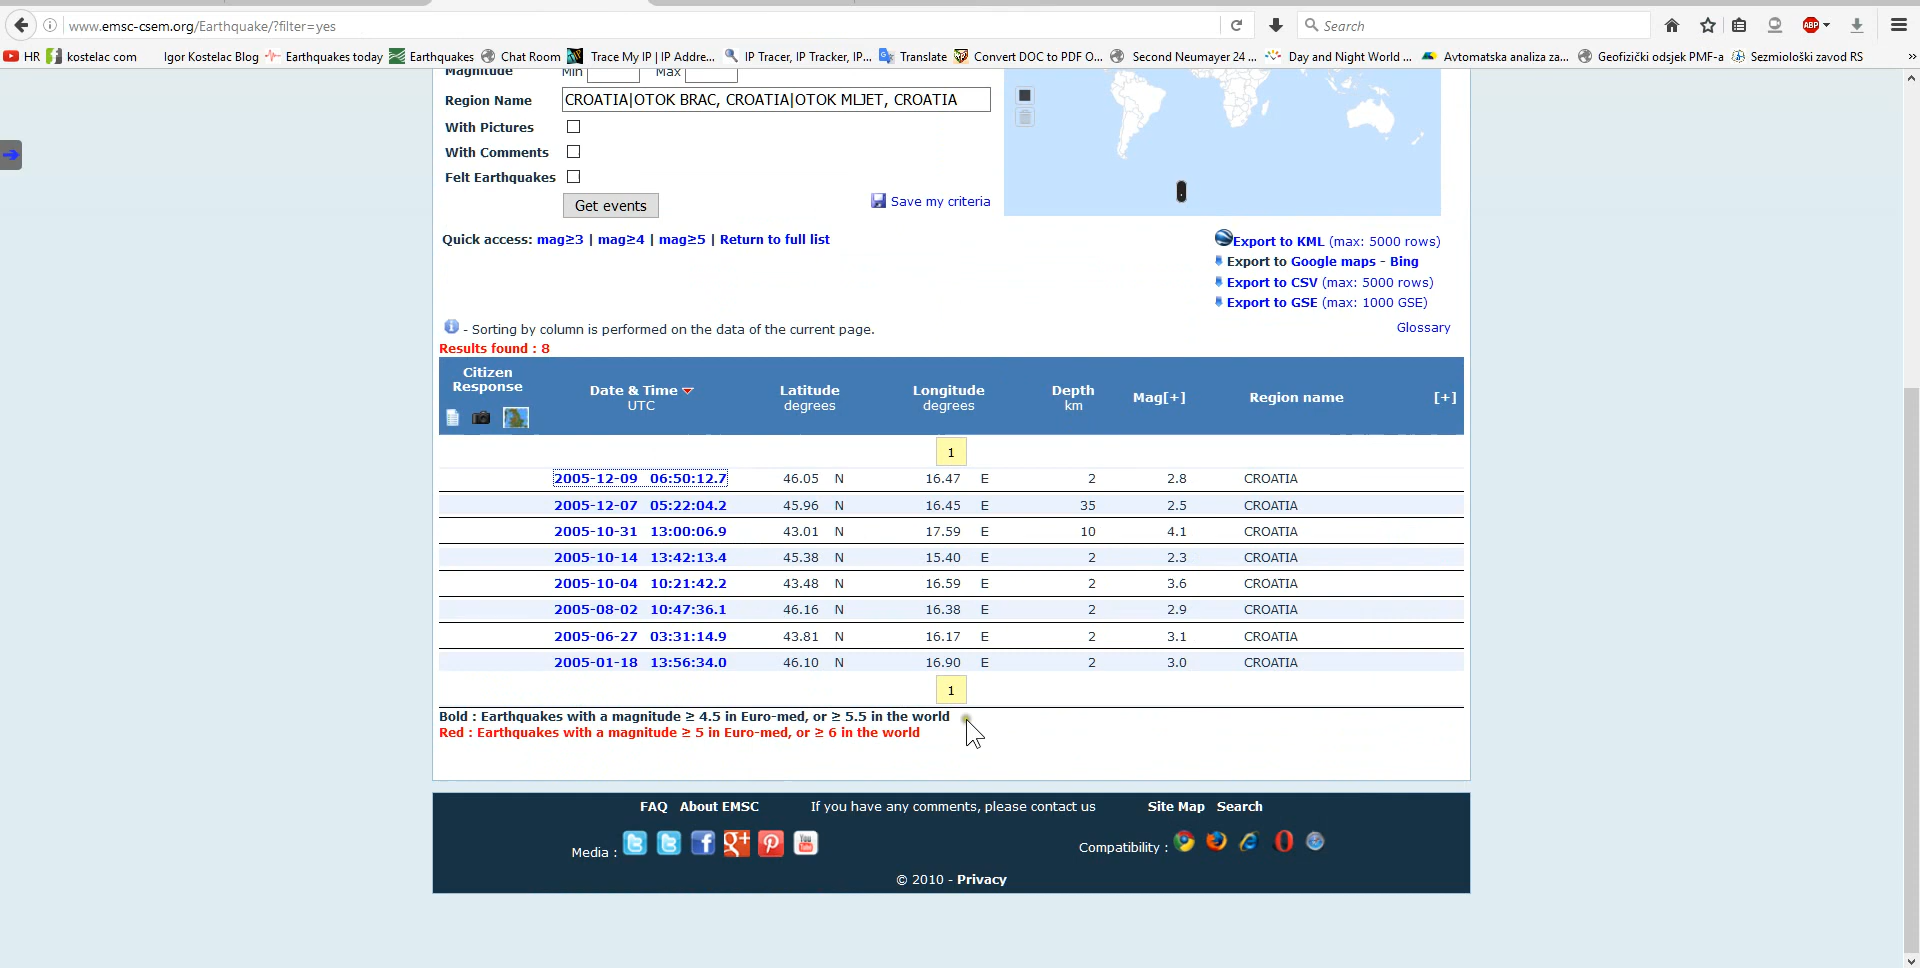 www.emsc-csem.org/Earthquake/?filter=yes
Search
ABP
HR kostelac com Igor Kostelac Blog Earthquakes today Earthquakes Chat Room Trace My IP | IP Addre... IP Tracer, IP Tracker, IP... Translate Convert DOC to PDF O... Second Neumayer 24 ... Day and Night World ... Avtomatska analiza za... Geofizički odsjek PMF-a Sezmiološki zavod RS »
Magnitude Min Max
Region Name CROATIA|OTOK BRAC, CROATIA|OTOK MLJET, CROATIA
With Pictures
With Comments
Felt Earthquakes
Get events Save my criteria
Quick access: mag≥3 | mag≥4 | mag≥5 | Return to full list
Export to KML (max: 5000 rows)
Export to Google maps - Bing
Export to CSV (max: 5000 rows)
Export to GSE (max: 1000 GSE)
- Sorting by column is performed on the data of the current page.
Glossary
Results found : 8
Citizen Response Date & Time UTC Latitude degrees Longitude degrees Depth km Mag[+] Region name [+]
1
2005-12-09 06:50:12.7 46.05 N 16.47 E 2 2.8 CROATIA
2005-12-07 05:22:04.2 45.96 N 16.45 E 35 2.5 CROATIA
2005-10-31 13:00:06.9 43.01 N 17.59 E 10 4.1 CROATIA
2005-10-14 13:42:13.4 45.38 N 15.40 E 2 2.3 CROATIA
2005-10-04 10:21:42.2 43.48 N 16.59 E 2 3.6 CROATIA
2005-08-02 10:47:36.1 46.16 N 16.38 E 2 2.9 CROATIA
2005-06-27 03:31:14.9 43.81 N 16.17 E 2 3.1 CROATIA
2005-01-18 13:56:34.0 46.10 N 16.90 E 2 3.0 CROATIA
1
Bold : Earthquakes with a magnitude ≥ 4.5 in Euro-med, or ≥ 5.5 in the world
Red : Earthquakes with a magnitude ≥ 5 in Euro-med, or ≥ 6 in the world
FAQ About EMSC If you have any comments, please contact us Site Map Search
Media : Compatibility :
© 2010 - Privacy